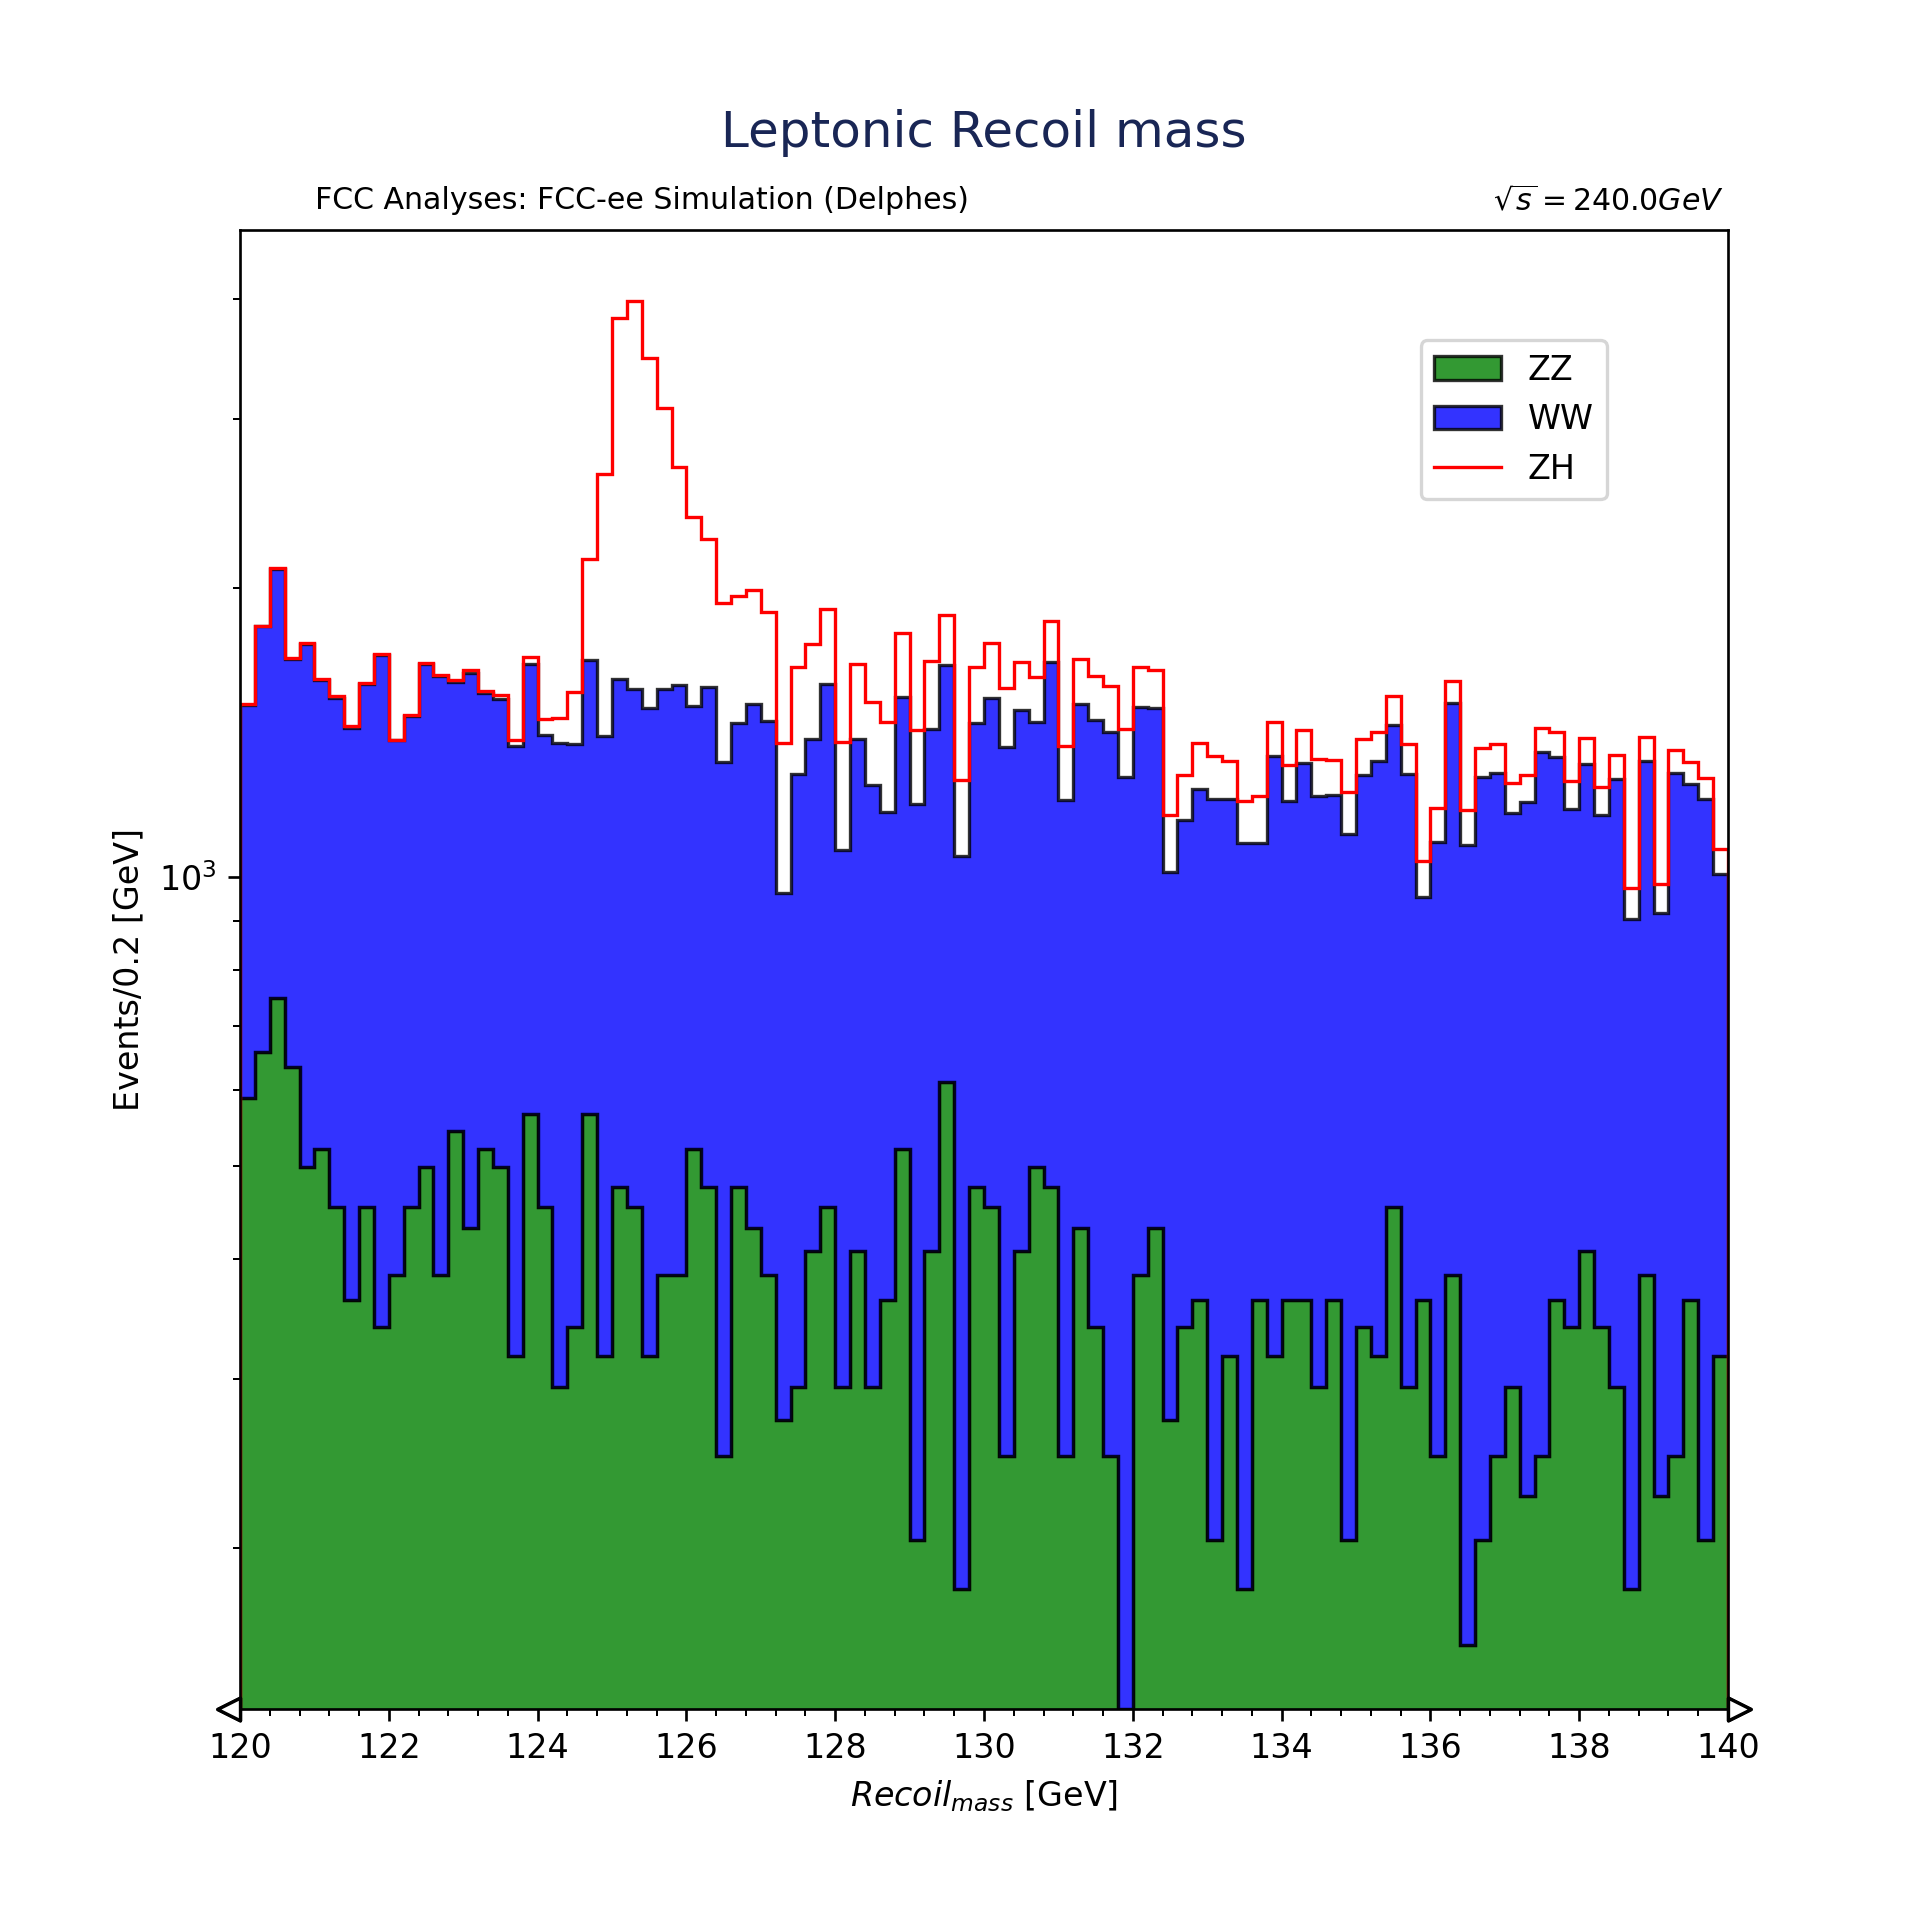 Leptonic Recoil mass
FCC Analyses: FCC-ee Simulation (Delphes)
√s = 240.0GeV
ZZ
WW
ZH
Events/0.2 [GeV]
10³
120 122 124 126 128 130 132 134 136 138 140
Recoil_mass [GeV]